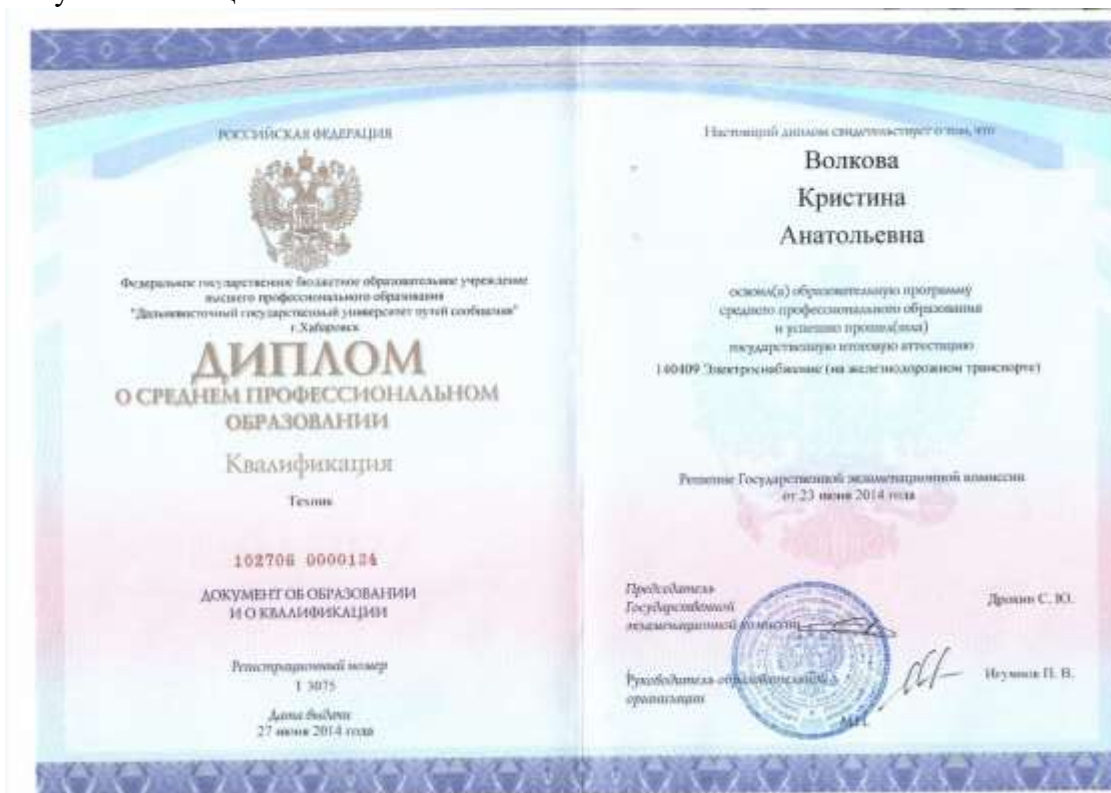 РОССИЙСКАЯ ФЕДЕРАЦИЯ
Федеральное государственное бюджетное образовательное учреждение
высшего профессионального образования
"Дальневосточный государственный университет путей сообщения"
г.Хабаровск
ДИПЛОМ
О СРЕДНЕМ ПРОФЕССИОНАЛЬНОМ
ОБРАЗОВАНИИ
Квалификация
Техник
102706 0000134
ДОКУМЕНТ ОБ ОБРАЗОВАНИИ
И О КВАЛИФИКАЦИИ
Регистрационный номер
Т 3075
Дата выдачи
27 июня 2014 года
Настоящий диплом свидетельствует о том, что
Волкова
Кристина
Анатольевна
освоил(а) образовательную программу
среднего профессионального образования
и успешно прошел(шла)
государственную итоговую аттестацию
140409 Электроснабжение (на железнодорожном транспорте)
Решение Государственной экзаменационной комиссии
от 23 июня 2014 года
Председатель
Государственной
экзаменационной комиссии
С. Ю.
Руководитель образовательной
организации
Игумнов П. В.
М.П.